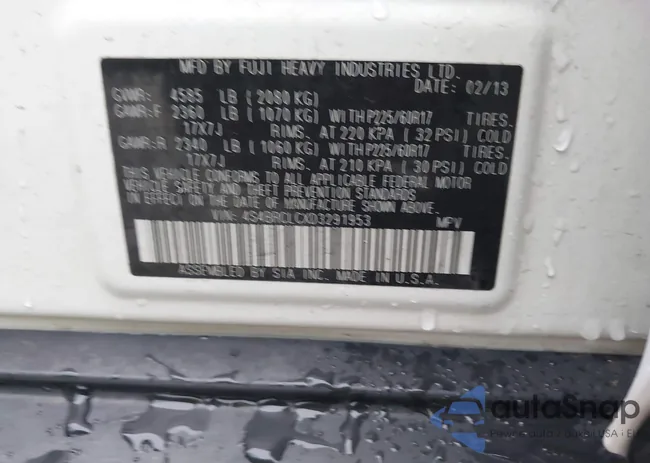 MFD BY FUJI HEAVY INDUSTRIES LTD.
DATE: 02/13
GVWR: 4585 LB (2080 KG)
GAWR:F 2360 LB (1070 KG) WITH P225/60R17 TIRES.
17X7J RIMS. AT 220 KPA (32 PSI) COLD
GAWR:R 2340 LB (1060 KG) WITH P225/60R17 TIRES.
17X7J RIMS. AT 210 KPA (30 PSI) COLD
THIS VEHICLE CONFORMS TO ALL APPLICABLE FEDERAL MOTOR
VEHICLE SAFETY AND THEFT PREVENTION STANDARDS
IN EFFECT ON THE DATE OF MANUFACTURE SHOWN ABOVE.
VIN: 4S4BRCLCXD3291953 MPV
ASSEMBLED BY SIA INC. MADE IN U.S.A.
autoSnap